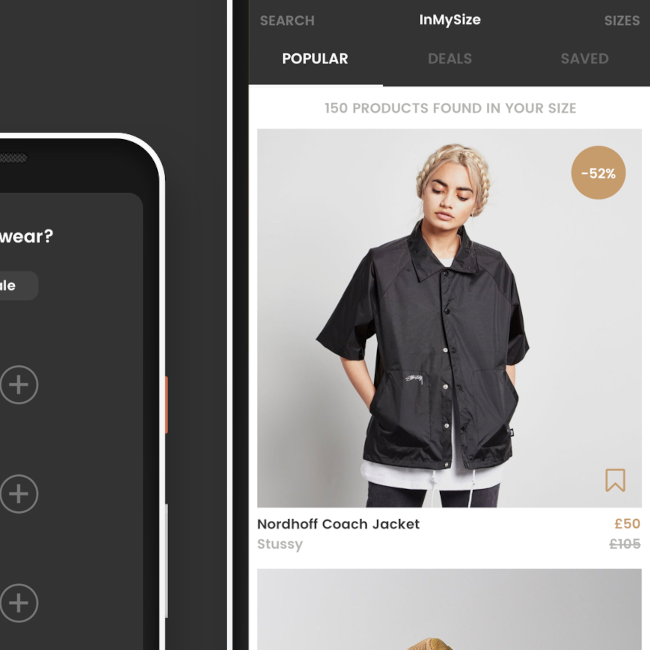 wear?
ale
SEARCH
InMySize
SIZES
POPULAR
DEALS
SAVED
150 PRODUCTS FOUND IN YOUR SIZE
-52%
Nordhoff Coach Jacket
£50
Stussy
£105